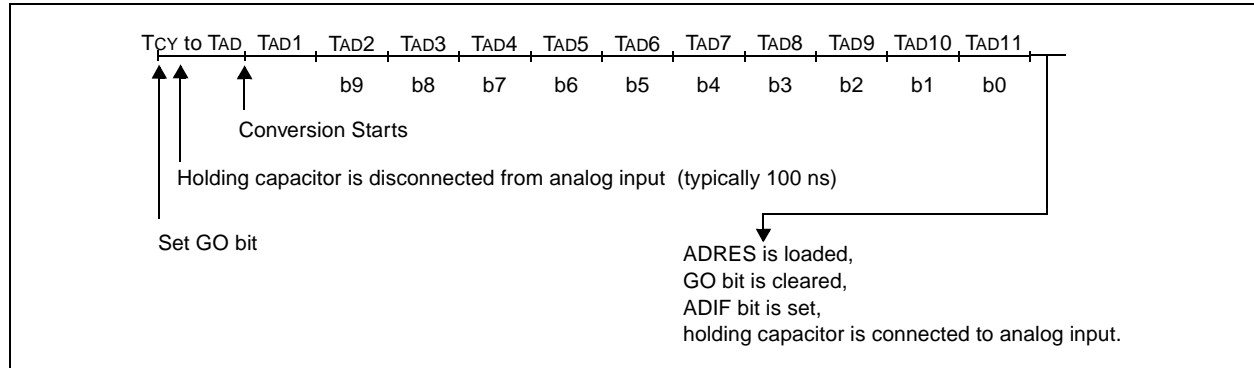 TCY to TAD TAD1 TAD2 TAD3 TAD4 TAD5 TAD6 TAD7 TAD8 TAD9 TAD10 TAD11
b9 b8 b7 b6 b5 b4 b3 b2 b1 b0
Conversion Starts
Holding capacitor is disconnected from analog input (typically 100 ns)
Set GO bit
ADRES is loaded,
GO bit is cleared,
ADIF bit is set,
holding capacitor is connected to analog input.